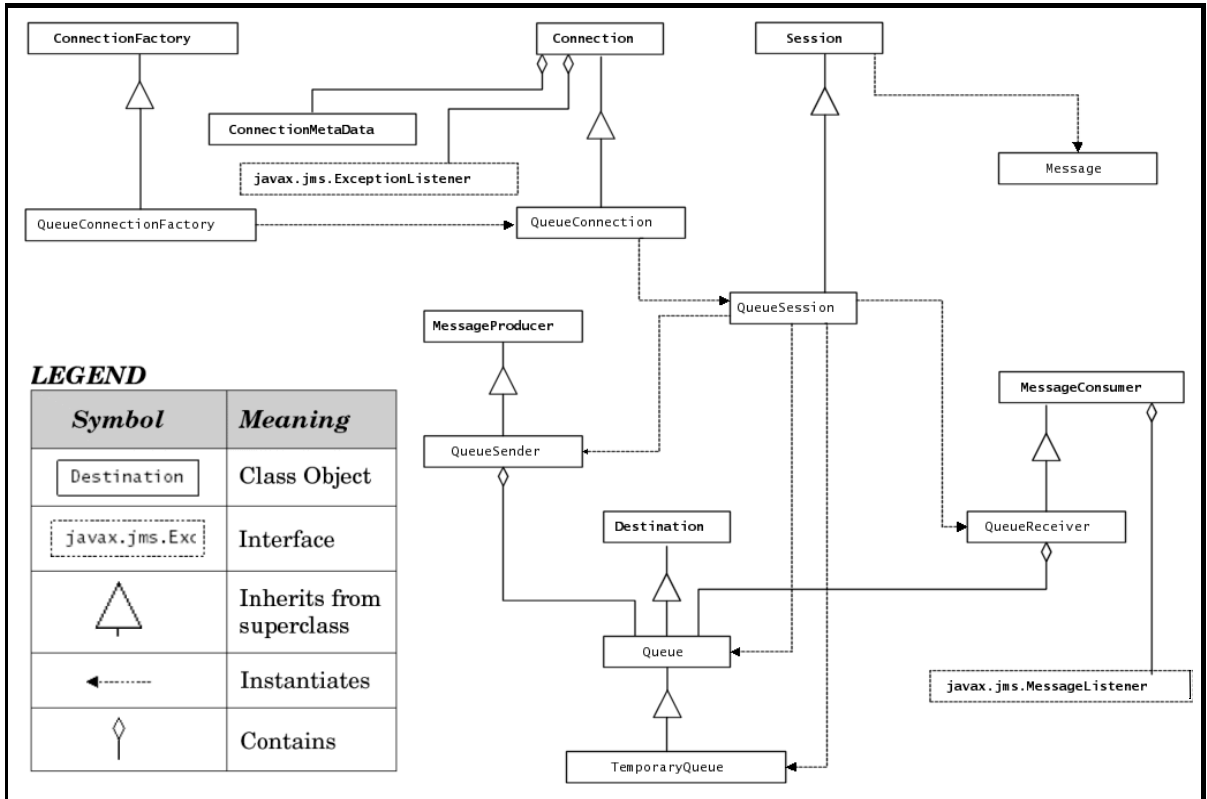 ConnectionFactory
Connection
Session
ConnectionMetaData
javax.jms.ExceptionListener
Message
QueueConnectionFactory
QueueConnection
QueueSession
MessageProducer
MessageConsumer
QueueSender
Destination
QueueReceiver
Queue
javax.jms.MessageListener
TemporaryQueue
LEGEND
Symbol Meaning
Destination Class Object
javax.jms.Exc Interface
Inherits from
superclass
Instantiates
Contains